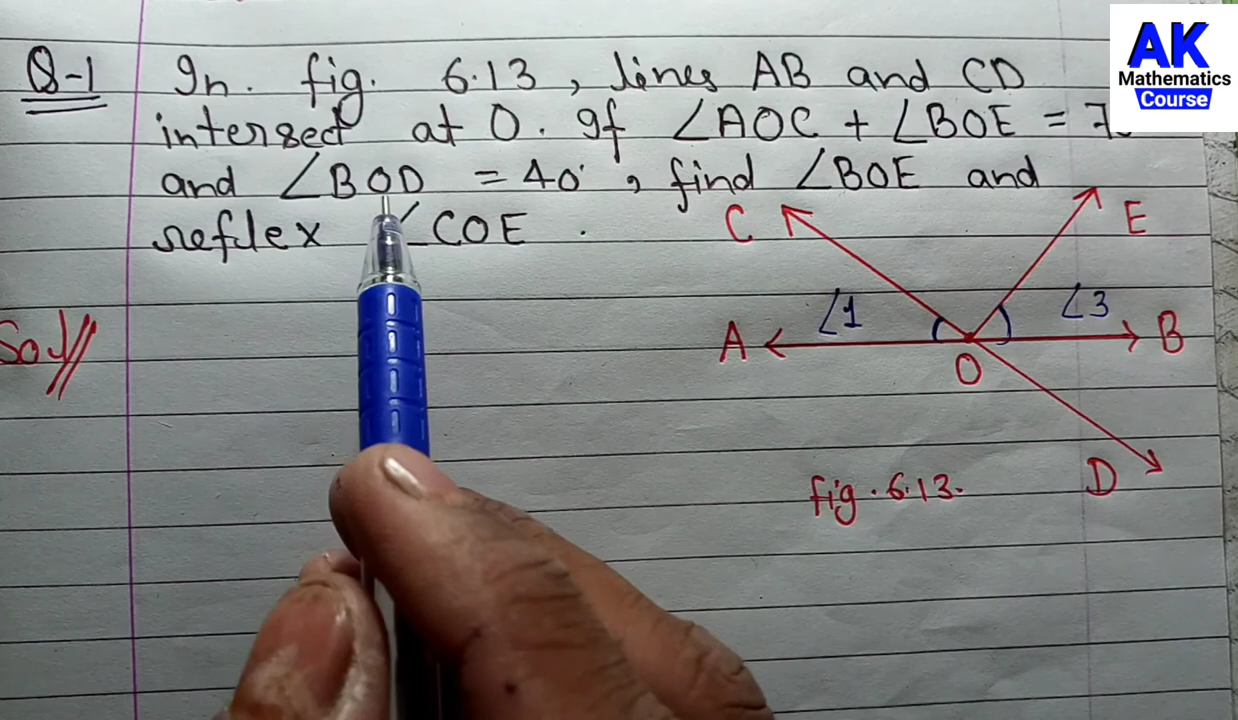 Q-1 In. fig. 6.13, lines AB and CD
intersect at O. If ∠AOC + ∠BOE =
and ∠BOD = 40°, find ∠BOE and
reflex ∠COE.
Sol//
C
E
∠1
∠3
A
B
O
D
fig. 6.13.
AK
Mathematics
Course